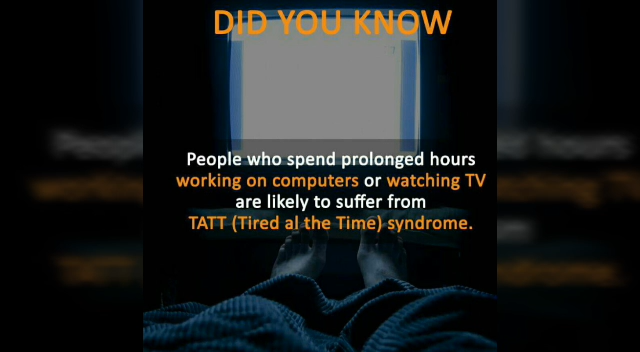 DID YOU KNOW
People who spend prolonged hours
working on computers or watching TV
are likely to suffer from
TATT (Tired al the Time) syndrome.